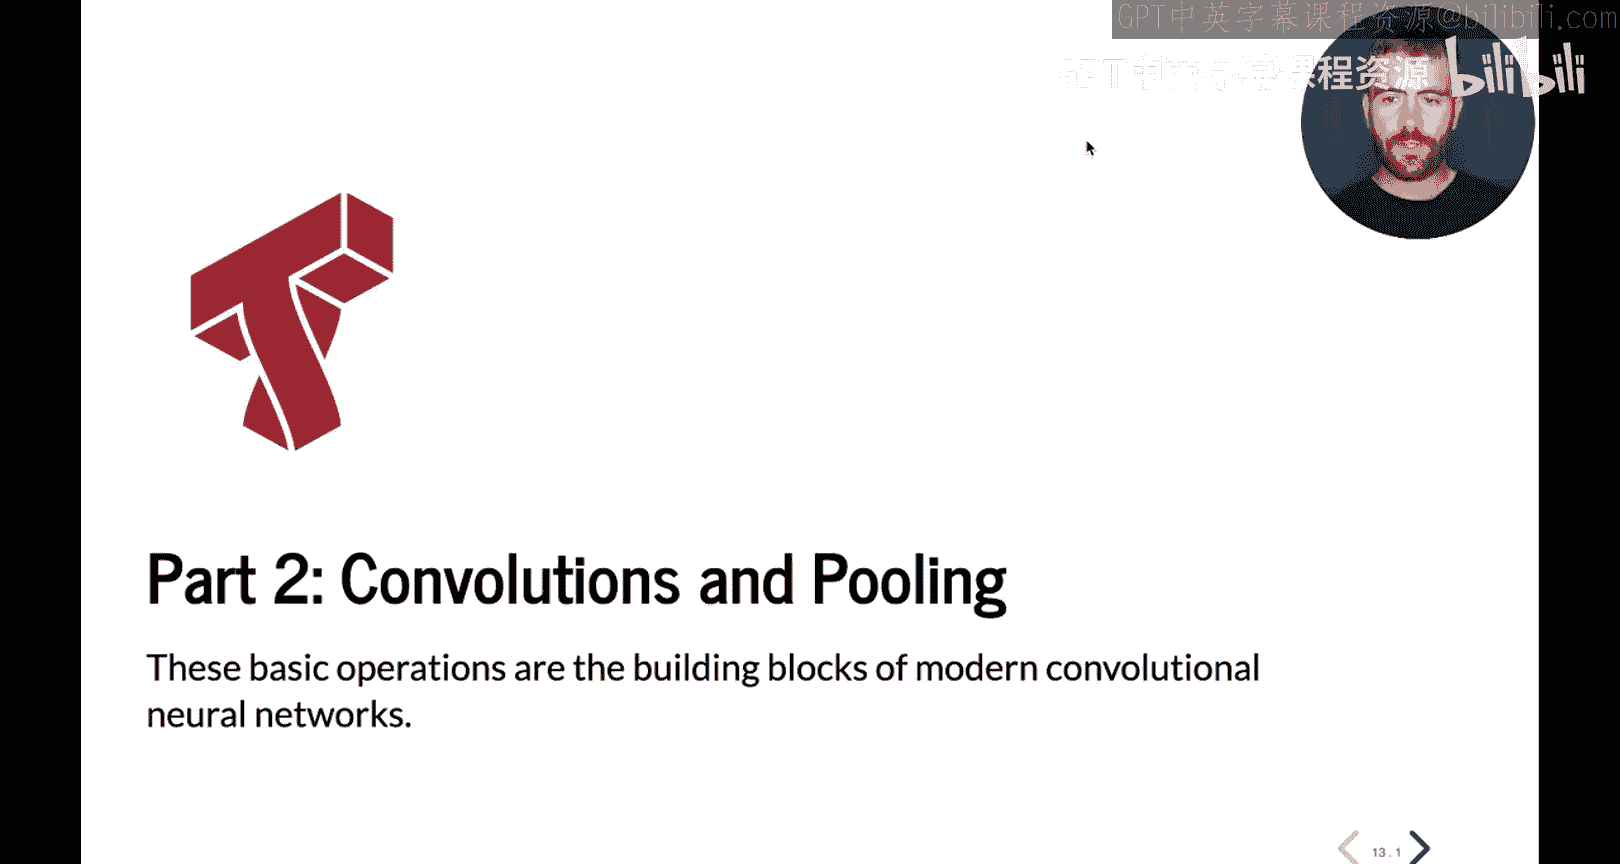 GPT中英字幕课程资源@bilibili.com
课程资源 bilibili
Part 2: Convolutions and Pooling
These basic operations are the building blocks of modern convolutional
neural networks.
13.1